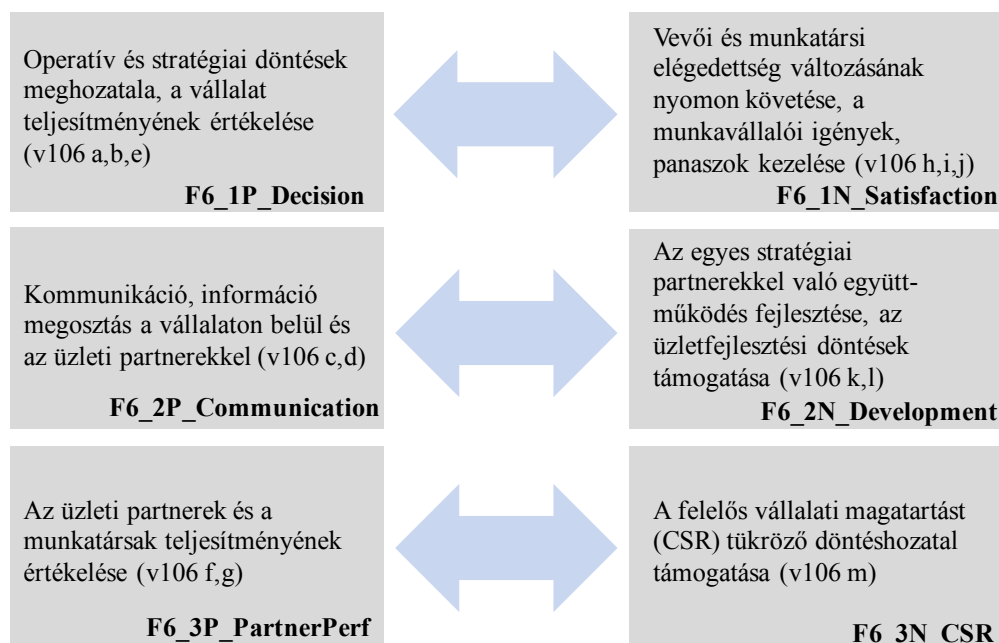 Operatív és stratégiai döntések
meghozatala, a vállalat
teljesítményének értékelése
(v106 a,b,e)
F6_1P_Decision
Vevői és munkatársi
elégedettség változásának
nyomon követése, a
munkavállalói igények,
panaszok kezelése (v106 h,i,j)
F6_1N_Satisfaction
Kommunikáció, információ
megosztás a vállalaton belül és
az üzleti partnerekkel (v106 c,d)
F6_2P_Communication
Az egyes stratégiai
partnerekkel való együtt-
működés fejlesztése, az
üzletfejlesztési döntések
támogatása (v106 k,l)
F6_2N_Development
Az üzleti partnerek és a
munkatársak teljesítményének
értékelése (v106 f,g)
F6_3P_PartnerPerf
A felelős vállalati magatartást
(CSR) tükröző döntéshozatal
támogatása (v106 m)
F6_3N_CSR